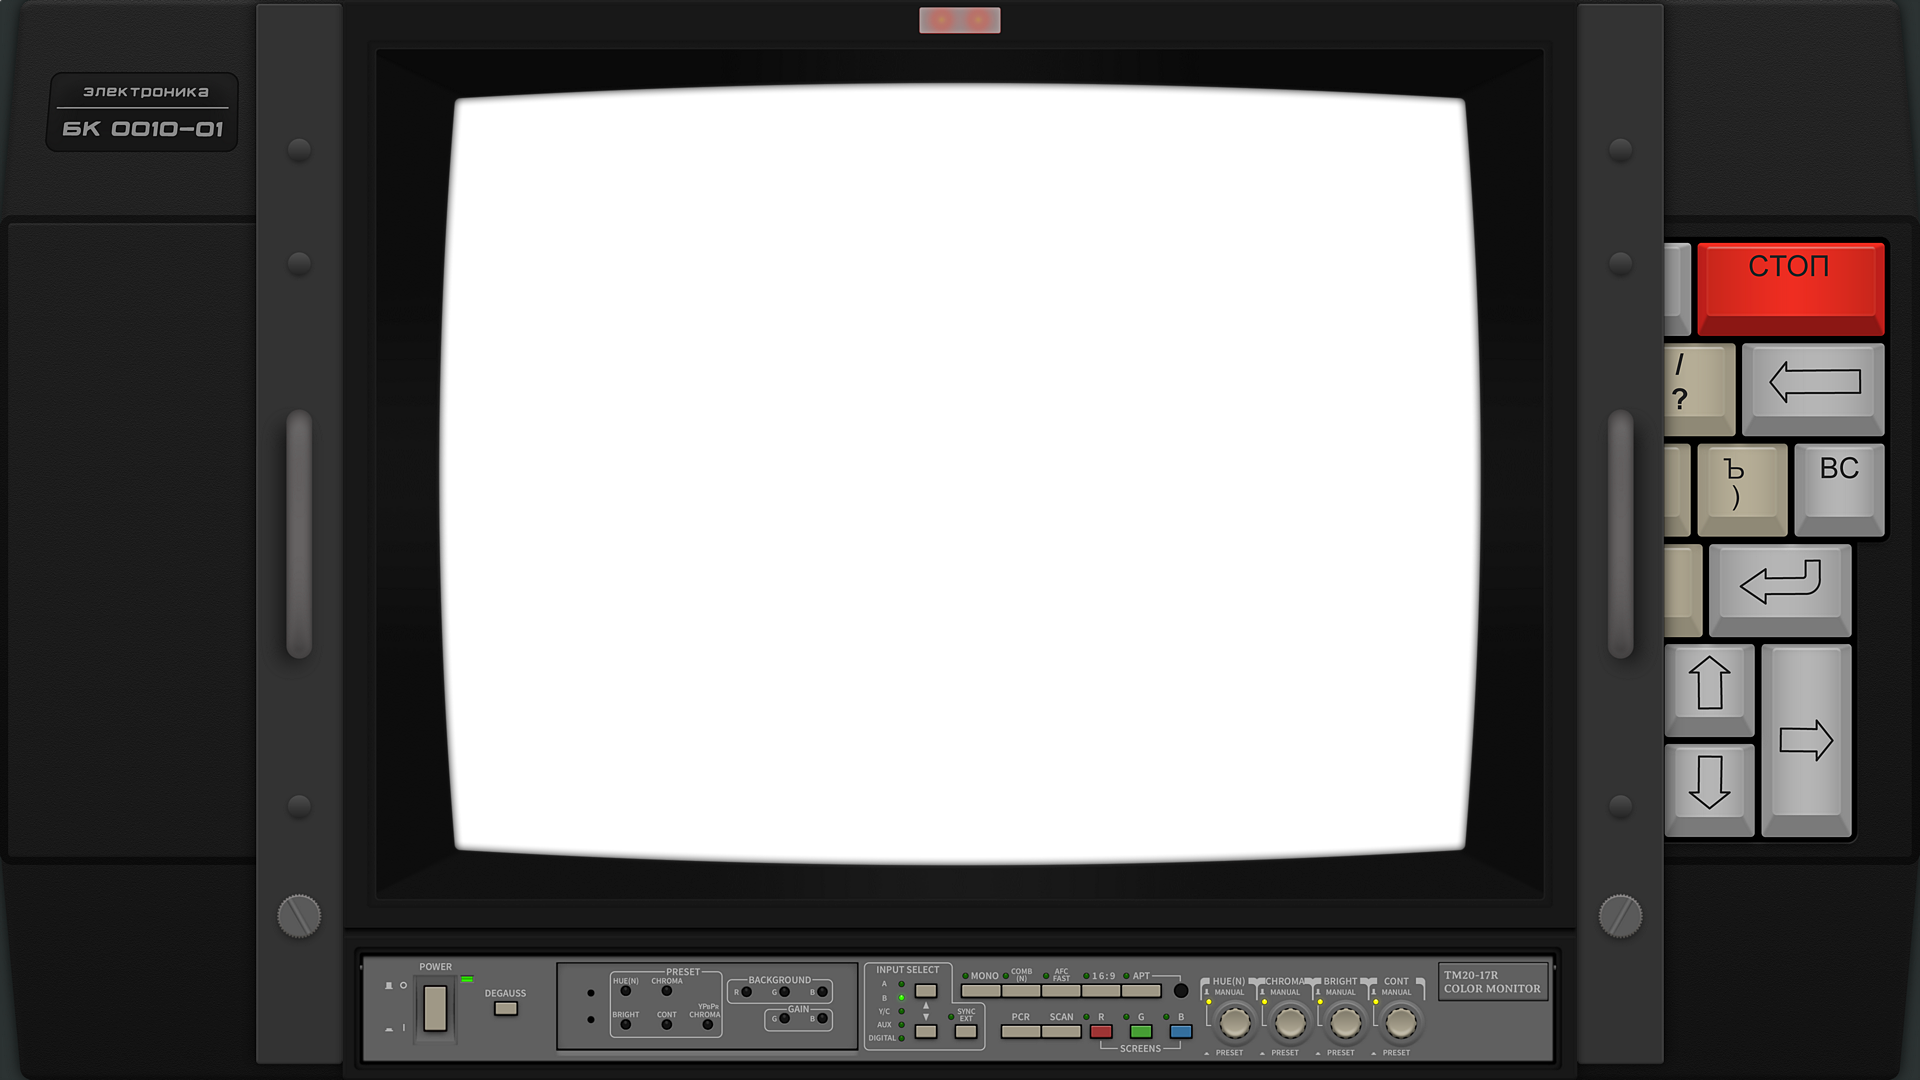 электроника
БК 0010-01
СТОП
/
?
Ъ
)
ВС
POWER
DEGAUSS
PRESET
HUE(N)
CHROMA
BRIGHT
CONT
YPBPR
CHROMA
BACKGROUND
R
G
B
GAIN
G
B
INPUT SELECT
A
B
Y/C
AUX
DIGITAL
SYNC
EXT
MONO
COMB
(N)
AFC
FAST
16:9
APT
PCR
SCAN
R
G
B
SCREENS
HUE(N)
CHROMA
BRIGHT
CONT
MANUAL
MANUAL
MANUAL
MANUAL
PRESET
PRESET
PRESET
PRESET
TM20-17R
COLOR MONITOR